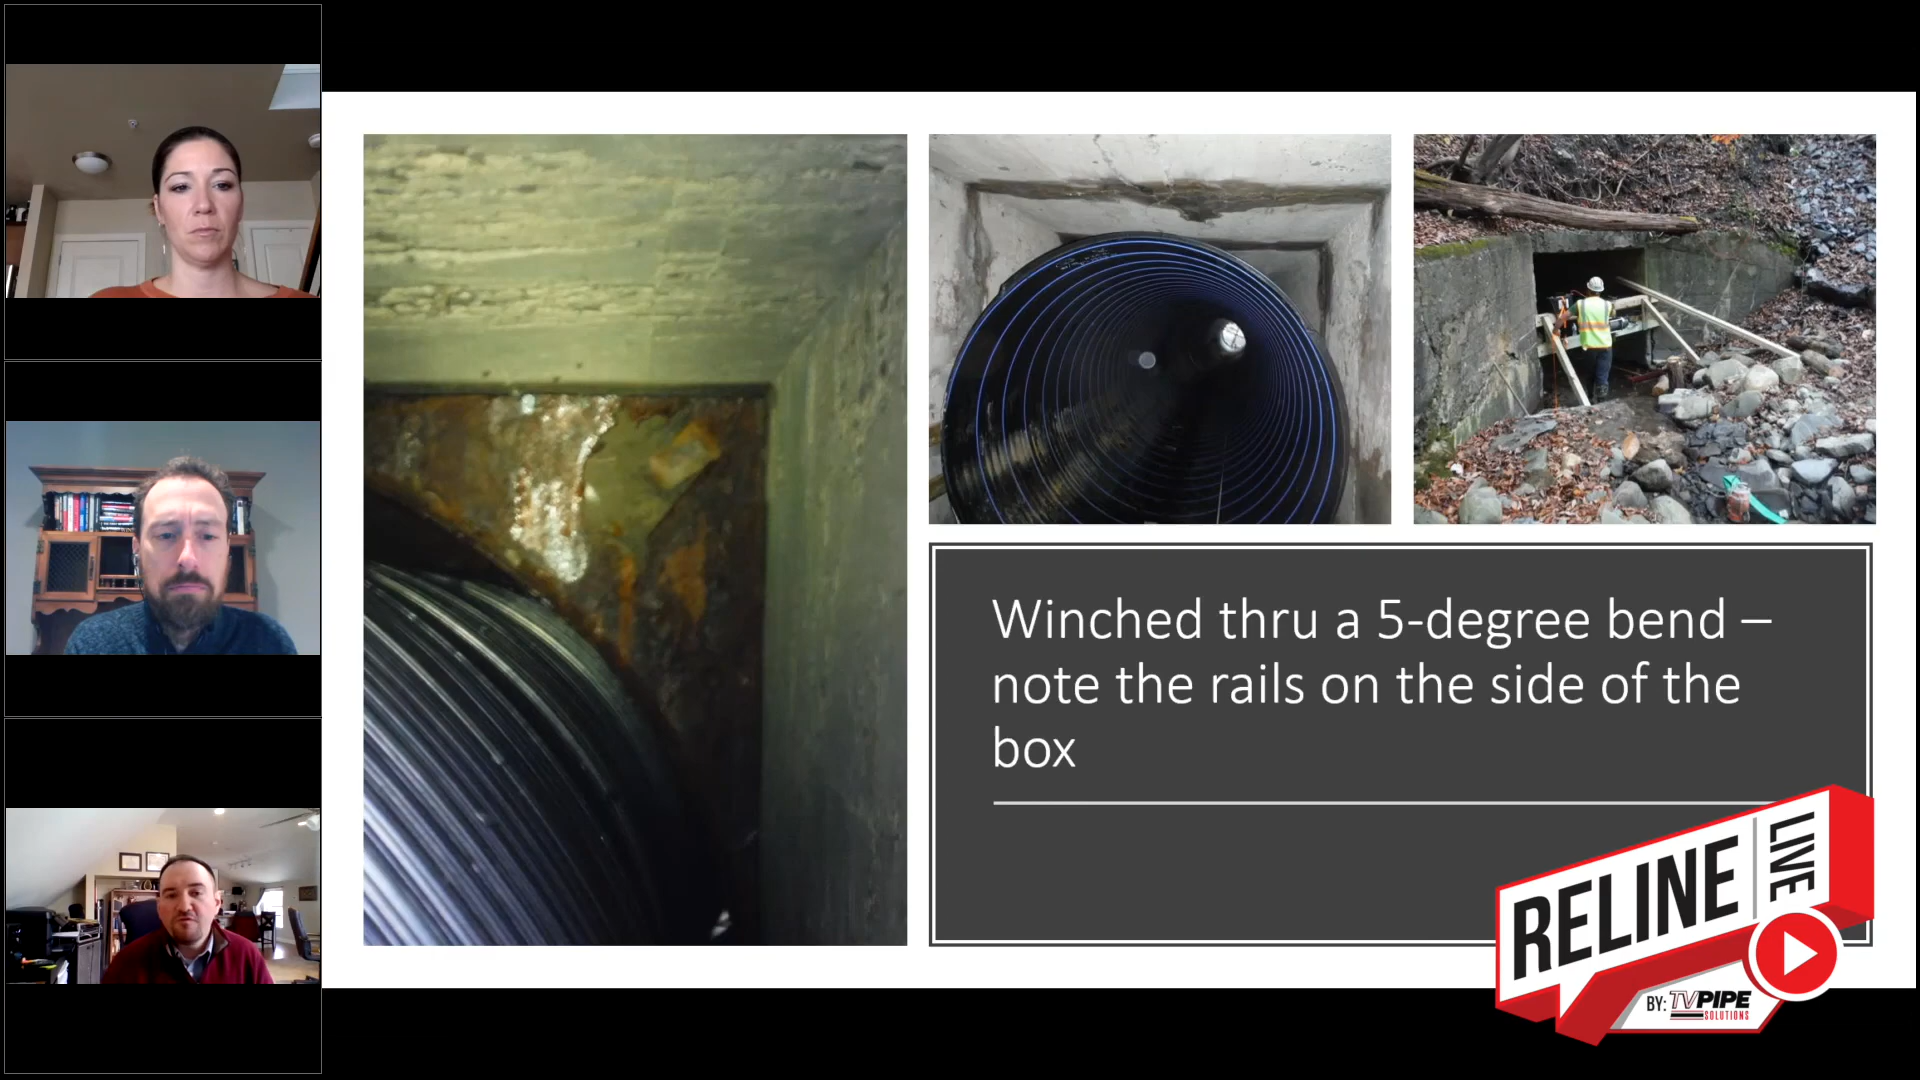 Winched thru a 5-degree bend –
note the rails on the side of the
box
RELINE LIVE
BY: TVPIPE
SOLUTIONS